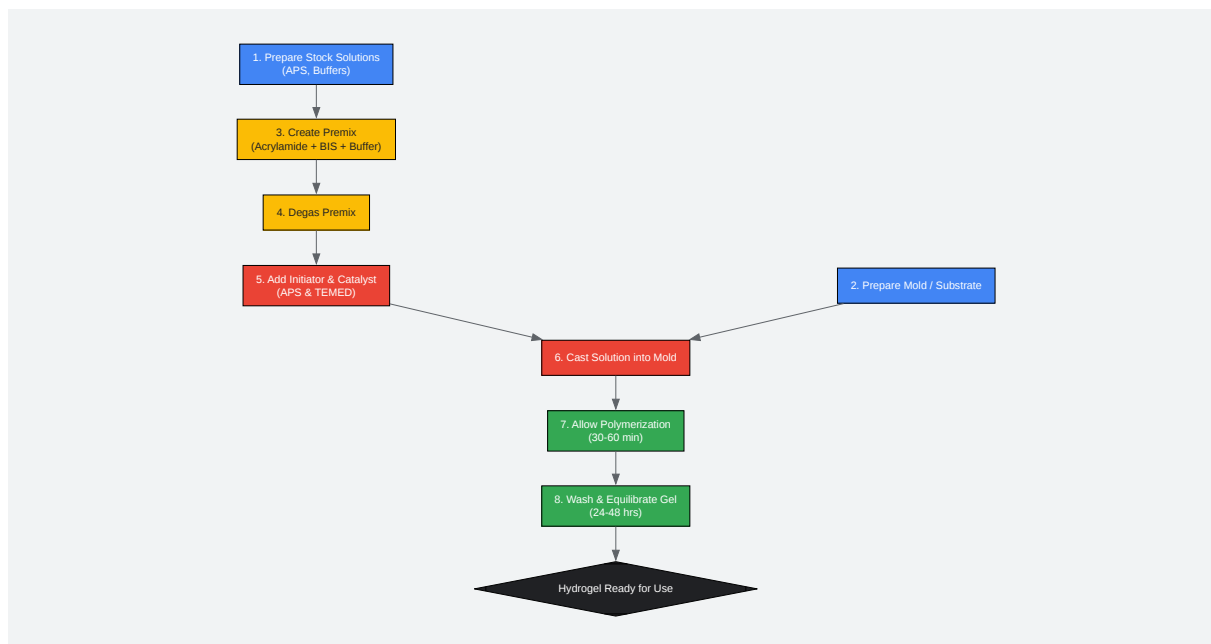 1. Prepare Stock Solutions
(APS, Buffers)
3. Create Premix
(Acrylamide + BIS + Buffer)
4. Degas Premix
5. Add Initiator & Catalyst
(APS & TEMED)
2. Prepare Mold / Substrate
6. Cast Solution into Mold
7. Allow Polymerization
(30-60 min)
8. Wash & Equilibrate Gel
(24-48 hrs)
Hydrogel Ready for Use